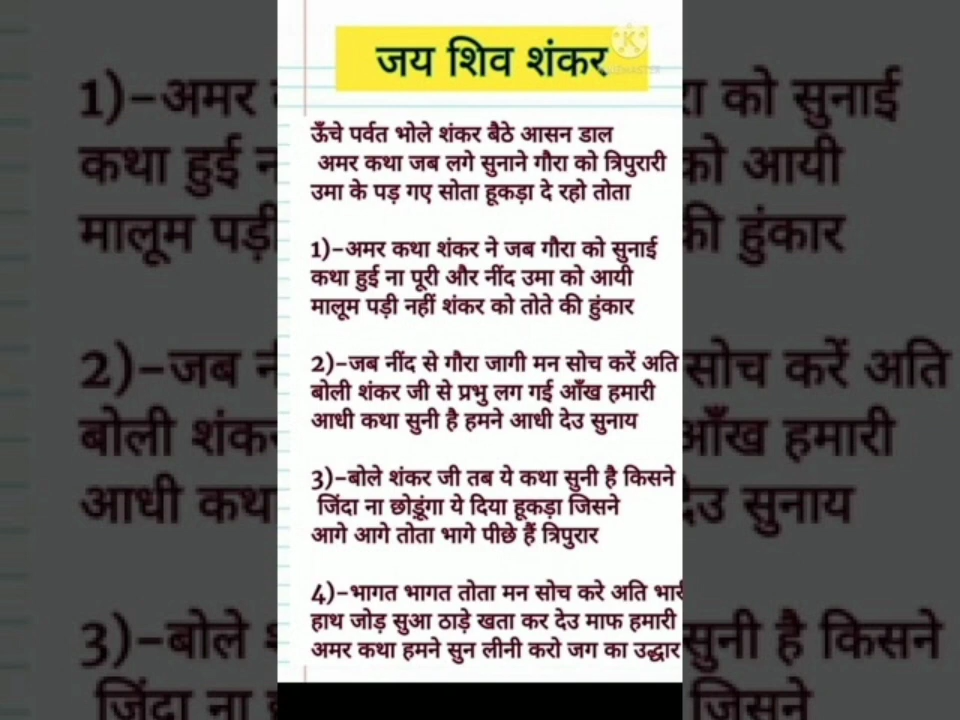 जय शिव शंकर
ऊँचे पर्वत भोले शंकर बैठे आसन डाल
अमर कथा जब लगे सुनाने गौरा को त्रिपुरारी
उमा के पड़ गए सोता हूकड़ा दे रहो तोता
1)-अमर कथा शंकर ने जब गौरा को सुनाई
कथा हुई ना पूरी और नींद उमा को आयी
मालूम पड़ी नहीं शंकर को तोते की हुंकार
2)-जब नींद से गौरा जागी मन सोच करें अति
बोली शंकर जी से प्रभु लग गई आँख हमारी
आधी कथा सुनी है हमने आधी देउ सुनाय
3)-बोले शंकर जी तब ये कथा सुनी है किसने
जिंदा ना छोड़ूंगा ये दिया हूकड़ा जिसने
आगे आगे तोता भागे पीछे हैं त्रिपुरार
4)-भागत भागत तोता मन सोच करे अति भारी
हाथ जोड़ सुआ ठाड़े खता कर देउ माफ हमारी
अमर कथा हमने सुन लीनी करो जग का उद्धार